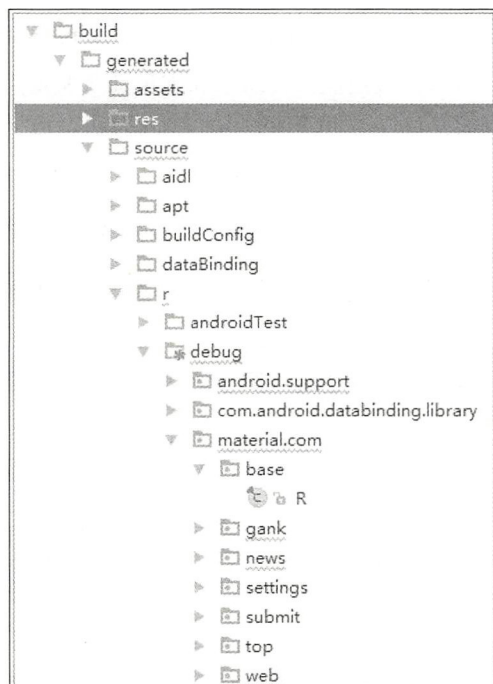 build
generated
assets
res
source
aidl
apt
buildConfig
dataBinding
r
androidTest
debug
android.support
com.android.databinding.library
material.com
base
R
gank
news
settings
submit
top
web